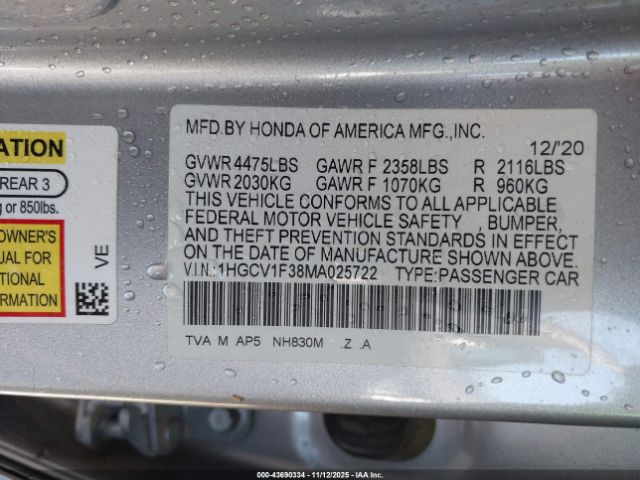 ATION
REAR 3
g or 850lbs.
OWNER'S
UAL FOR
TIONAL
FORMATION
VE
MFD.BY HONDA OF AMERICA MFG.,INC.
12/'20
GVWR 4475LBS GAWR F 2358LBS R 2116LBS
GVWR 2030KG GAWR F 1070KG R 960KG
THIS VEHICLE CONFORMS TO ALL APPLICABLE
FEDERAL MOTOR VEHICLE SAFETY , BUMPER,
AND THEFT PREVENTION STANDARDS IN EFFECT
ON THE DATE OF MANUFACTURE SHOWN ABOVE.
V.I.N.:1HGCV1F38MA025722 TYPE:PASSENGER CAR
TVA M AP5 NH830M .Z .A
000-43690334 - 11/12/2025 - IAAI.COM